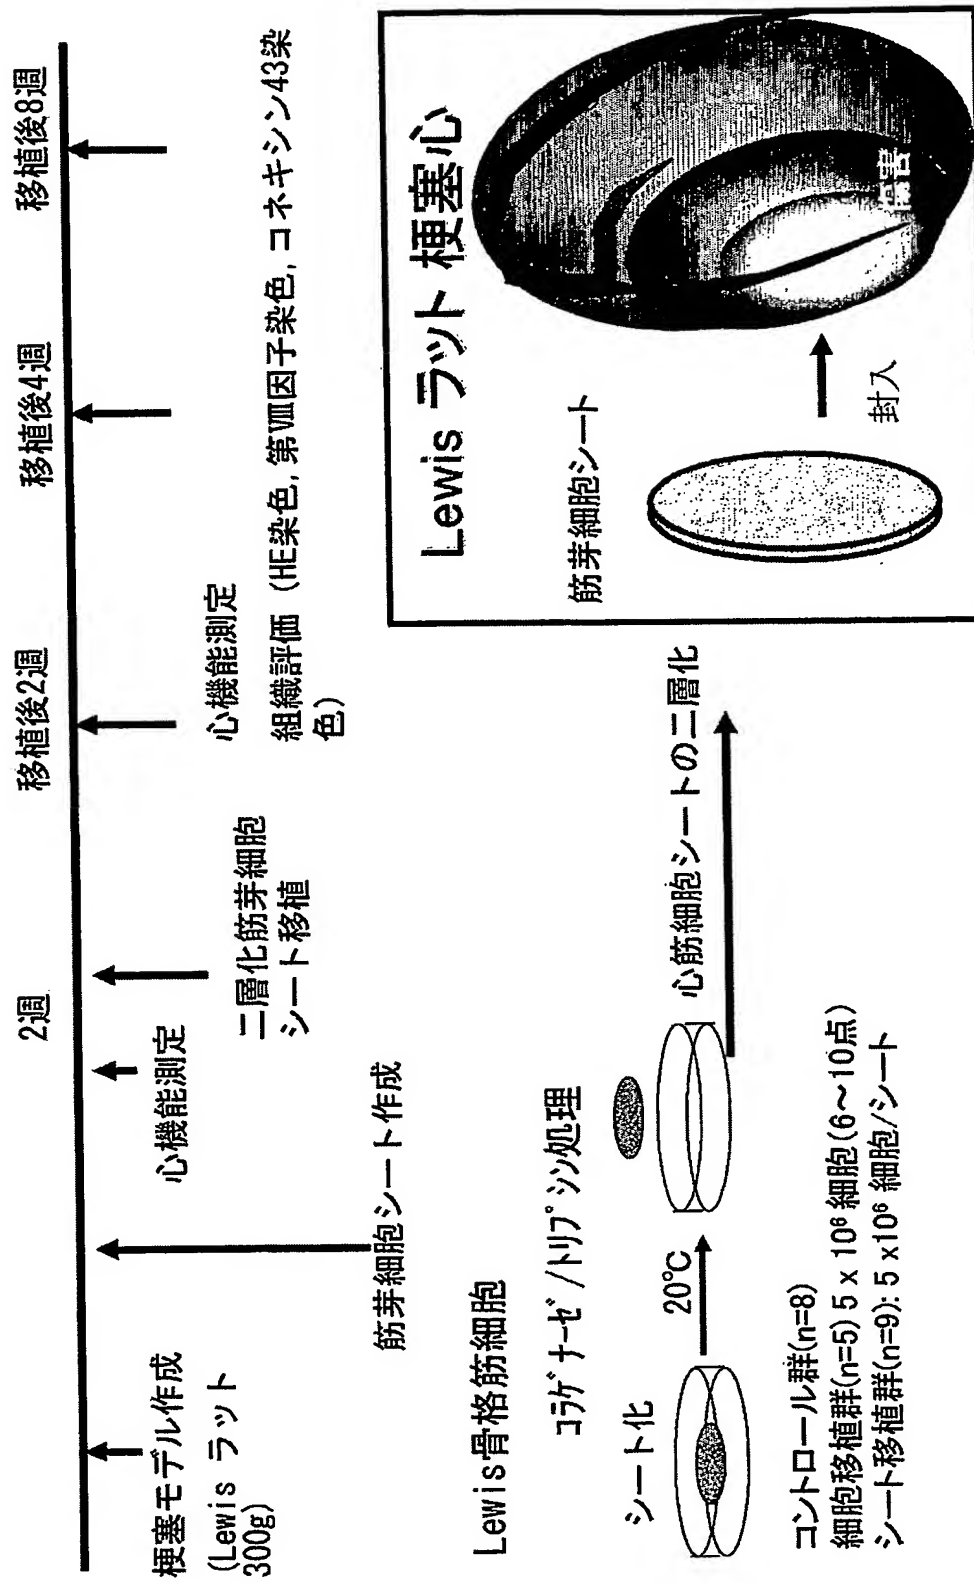 2週
移植後2週
移植後4週
移植後8週
梗塞モデル作成
(Lewis ラット
300g)
筋芽細胞シート作成
心機能測定
二層化筋芽細胞
シート移植
心機能測定
組織評価 (HE染色, 第Ⅷ因子染色, コネキシン43染
色)
Lewis骨格筋細胞
コラゲナーゼ/トリプシン処理
シート化
20℃
心筋細胞シートの二層化
コントロール群(n=8)
細胞移植群(n=5) 5 x 10⁶ 細胞(6〜10点)
シート移植群(n=9): 5 x10⁶ 細胞/シート
Lewis ラット 梗塞心
筋芽細胞シート
封入